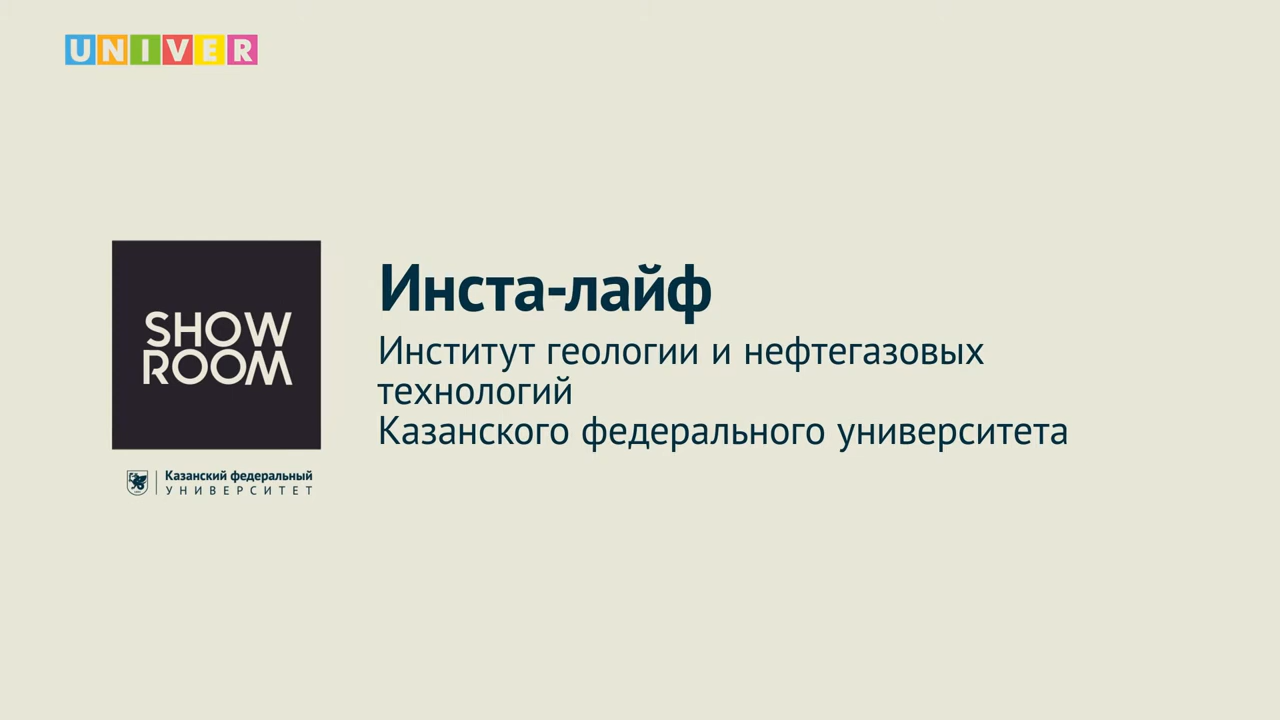 UNIVER
SHOW
ROOM
Казанский федеральный
УНИВЕРСИТЕТ
Инста-лайф
Институт геологии и нефтегазовых
технологий
Казанского федерального университета